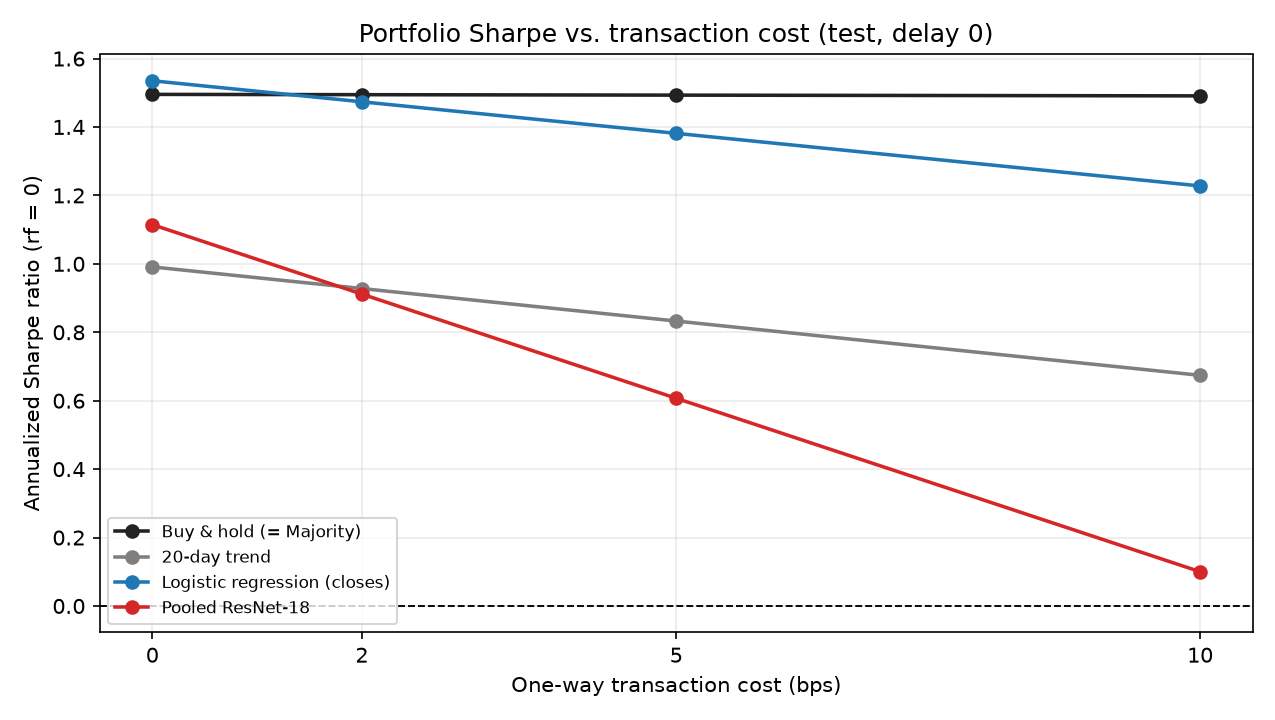 Portfolio Sharpe vs. transaction cost (test, delay 0)
Annualized Sharpe ratio (rf = 0)
1.6
1.4
1.2
1.0
0.8
0.6
0.4
0.2
0.0
Buy & hold (= Majority)
20-day trend
Logistic regression (closes)
Pooled ResNet-18
0 2 5 10
One-way transaction cost (bps)